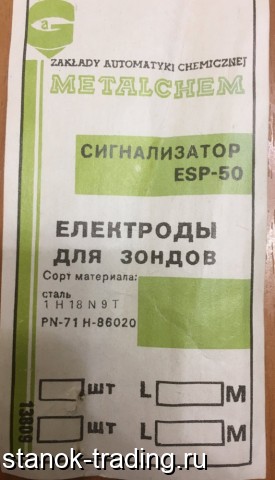 a
ZAKŁADY AUTOMATYKI CHEMICZNEJ
METALCHEM
СИГНАЛИЗАТОР
ESP-50
ЕЛЕКТРОДЫ
ДЛЯ ЗОНДОВ
Сорт материала:
сталь
1 H 18 N 9 T
PN-71 H-86020
шт L M
шт L M
13809
stanok-trading.ru